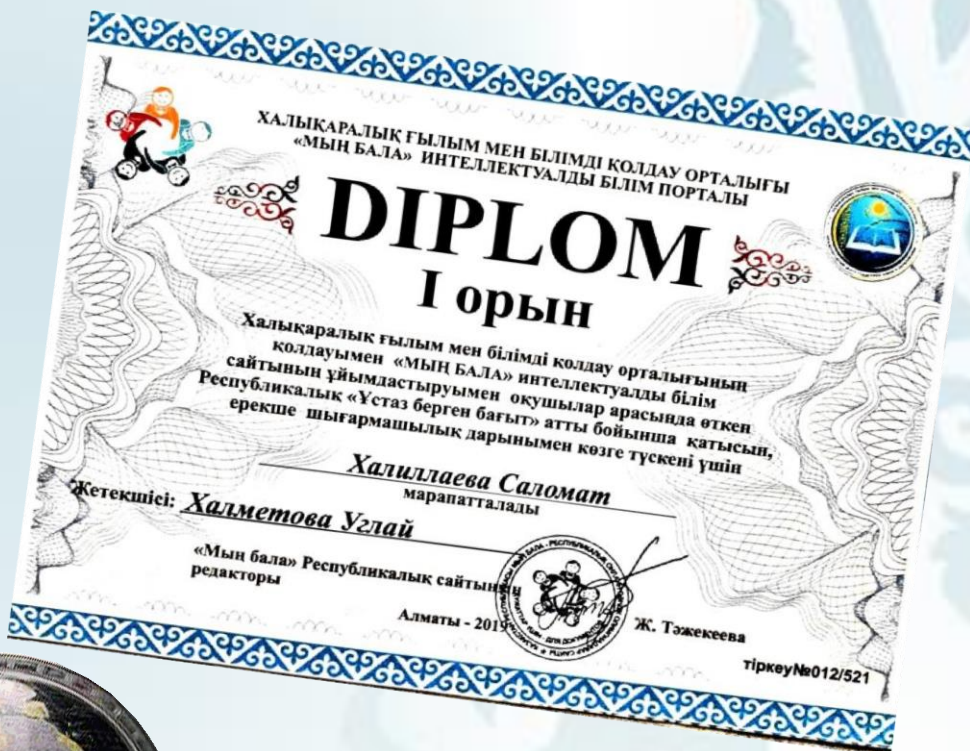 ХАЛЫҚАРАЛЫҚ ҒЫЛЫМ МЕН БІЛІМДІ ҚОЛДАУ ОРТАЛЫҒЫ
«МЫҢ БАЛА» ИНТЕЛЛЕКТУАЛДЫ БІЛІМ ПОРТАЛЫ
DIPLOM
I орын
Халықаралық ғылым мен білімді қолдау орталығының
қолдауымен «МЫҢ БАЛА» интеллектуалды білім
сайтының ұйымдастыруымен оқушылар арасында өткен
Республикалық «Ұстаз берген бағыт» атты бойынша қатысып,
ерекше шығармашылық дарынымен көзге түскені үшін
Халиллаева Саломат
марапатталады
Жетекшісі: Халметова Углай
«Мың бала» Республикалық сайтының
редакторы
Алматы - 2019
Ж. Тәжекеева
тіркеу№012/521